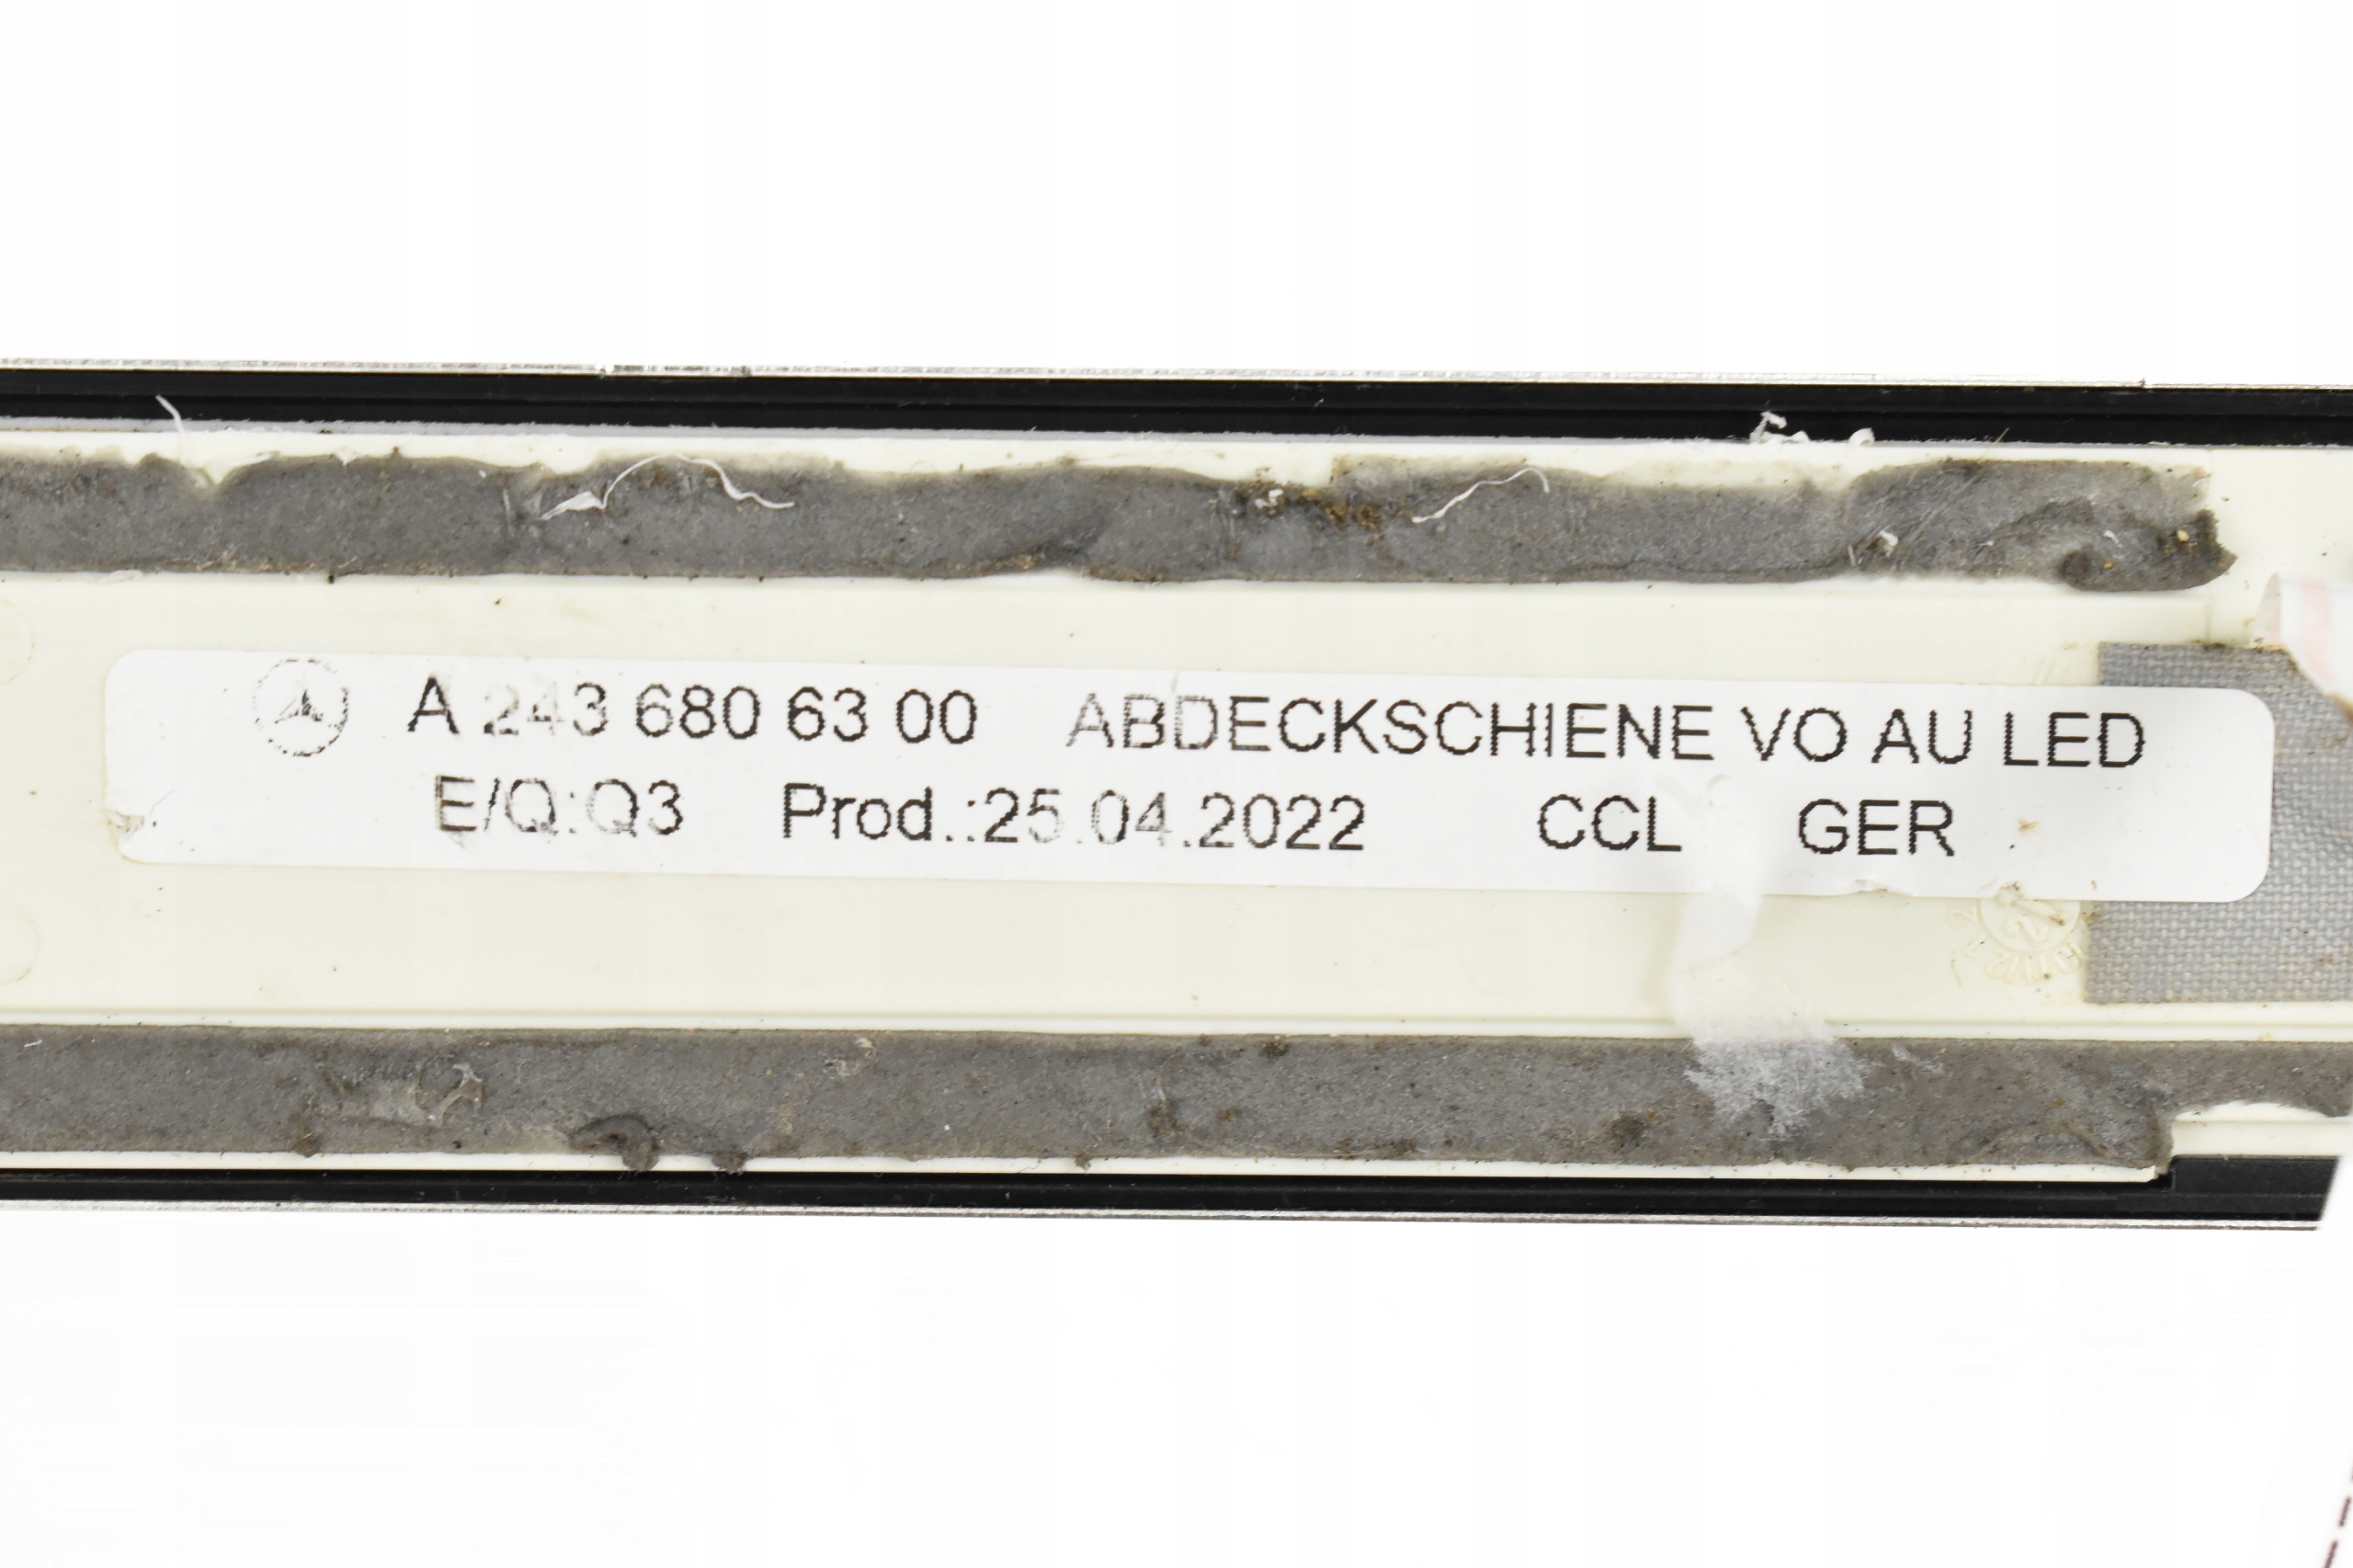 A 243 680 63 00 ABDECKSCHIENE VO AU LED
E/Q:Q3 Prod.:25.04.2022 CCL GER